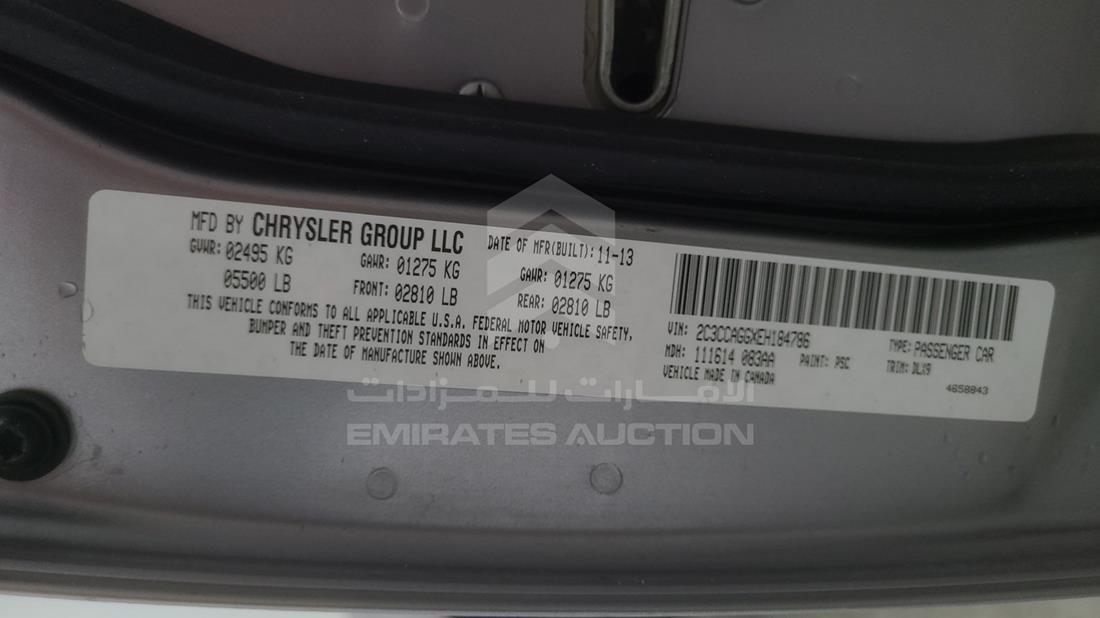 MFD BY CHRYSLER GROUP LLC DATE OF MFR(BUILT): 11-13
GVWR: 02495 KG GAWR: 01275 KG GAWR: 01275 KG
05500 LB FRONT: 02810 LB REAR: 02810 LB
THIS VEHICLE CONFORMS TO ALL APPLICABLE U.S.A. FEDERAL MOTOR VEHICLE SAFETY,
BUMPER AND THEFT PREVENTION STANDARDS IN EFFECT ON
THE DATE OF MANUFACTURE SHOWN ABOVE.
VIN: 2C3CCAGGXEH184786 TYPE: PASSENGER CAR
MDH: 111614 083AA PAINT: PSC TRIM: DLX9
VEHICLE MADE IN CANADA 4658843
الامارات للمزادات
EMIRATES AUCTION